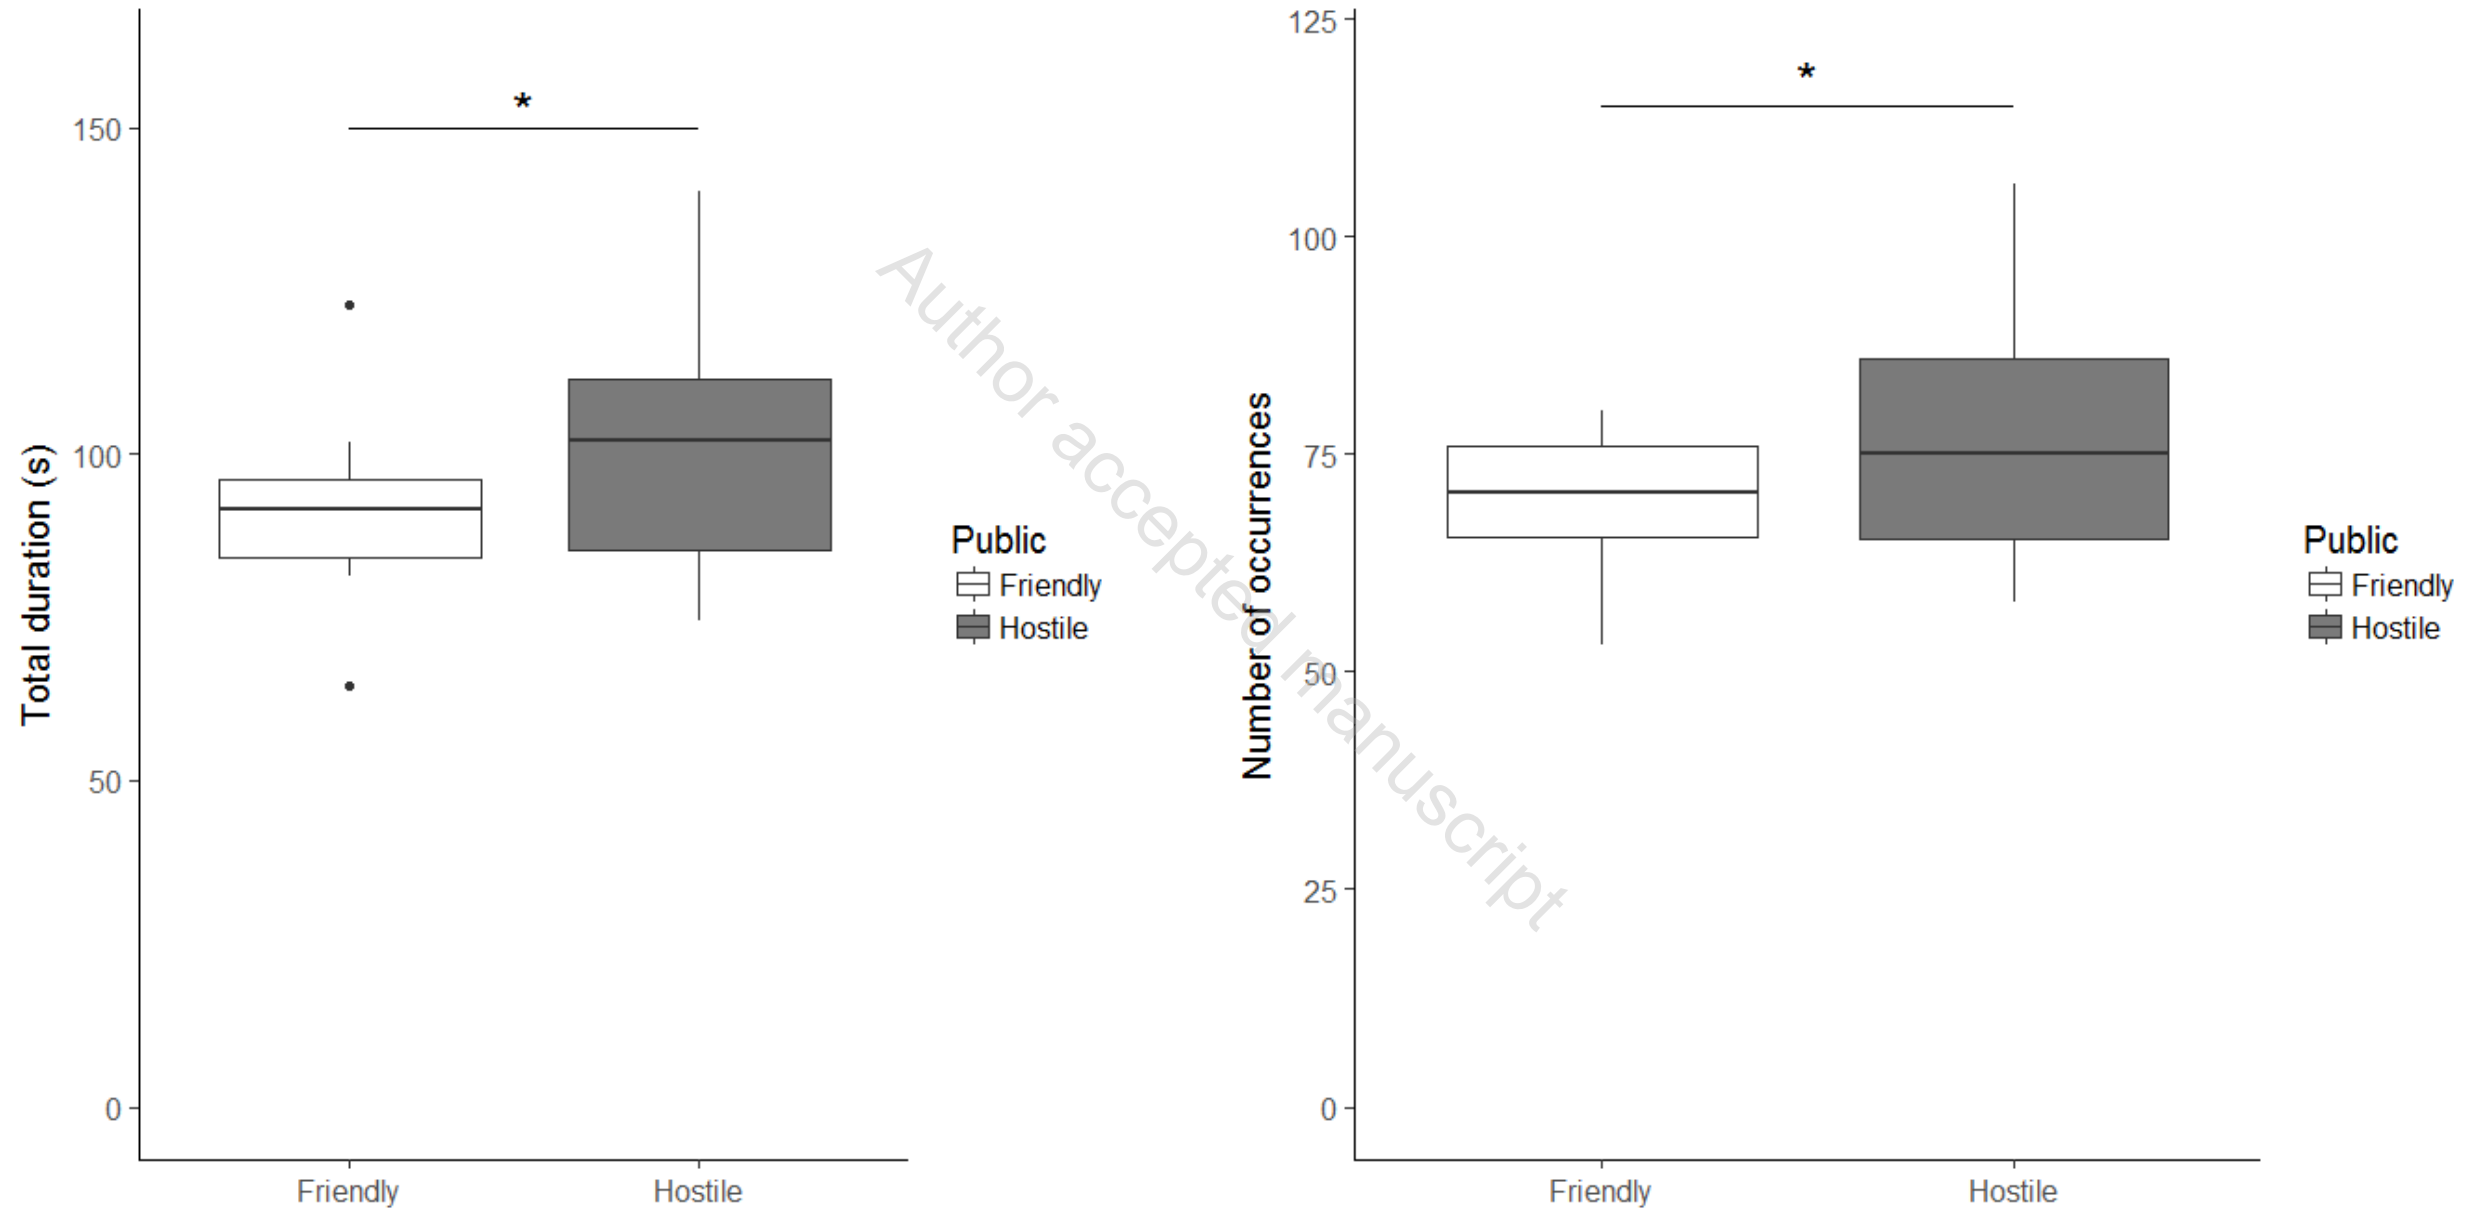 Total duration (s)
150
100
50
0
*
Friendly
Hostile
Public
Friendly
Hostile
Number of occurrences
125
100
75
50
25
0
*
Friendly
Hostile
Public
Friendly
Hostile
Author accepted manuscript